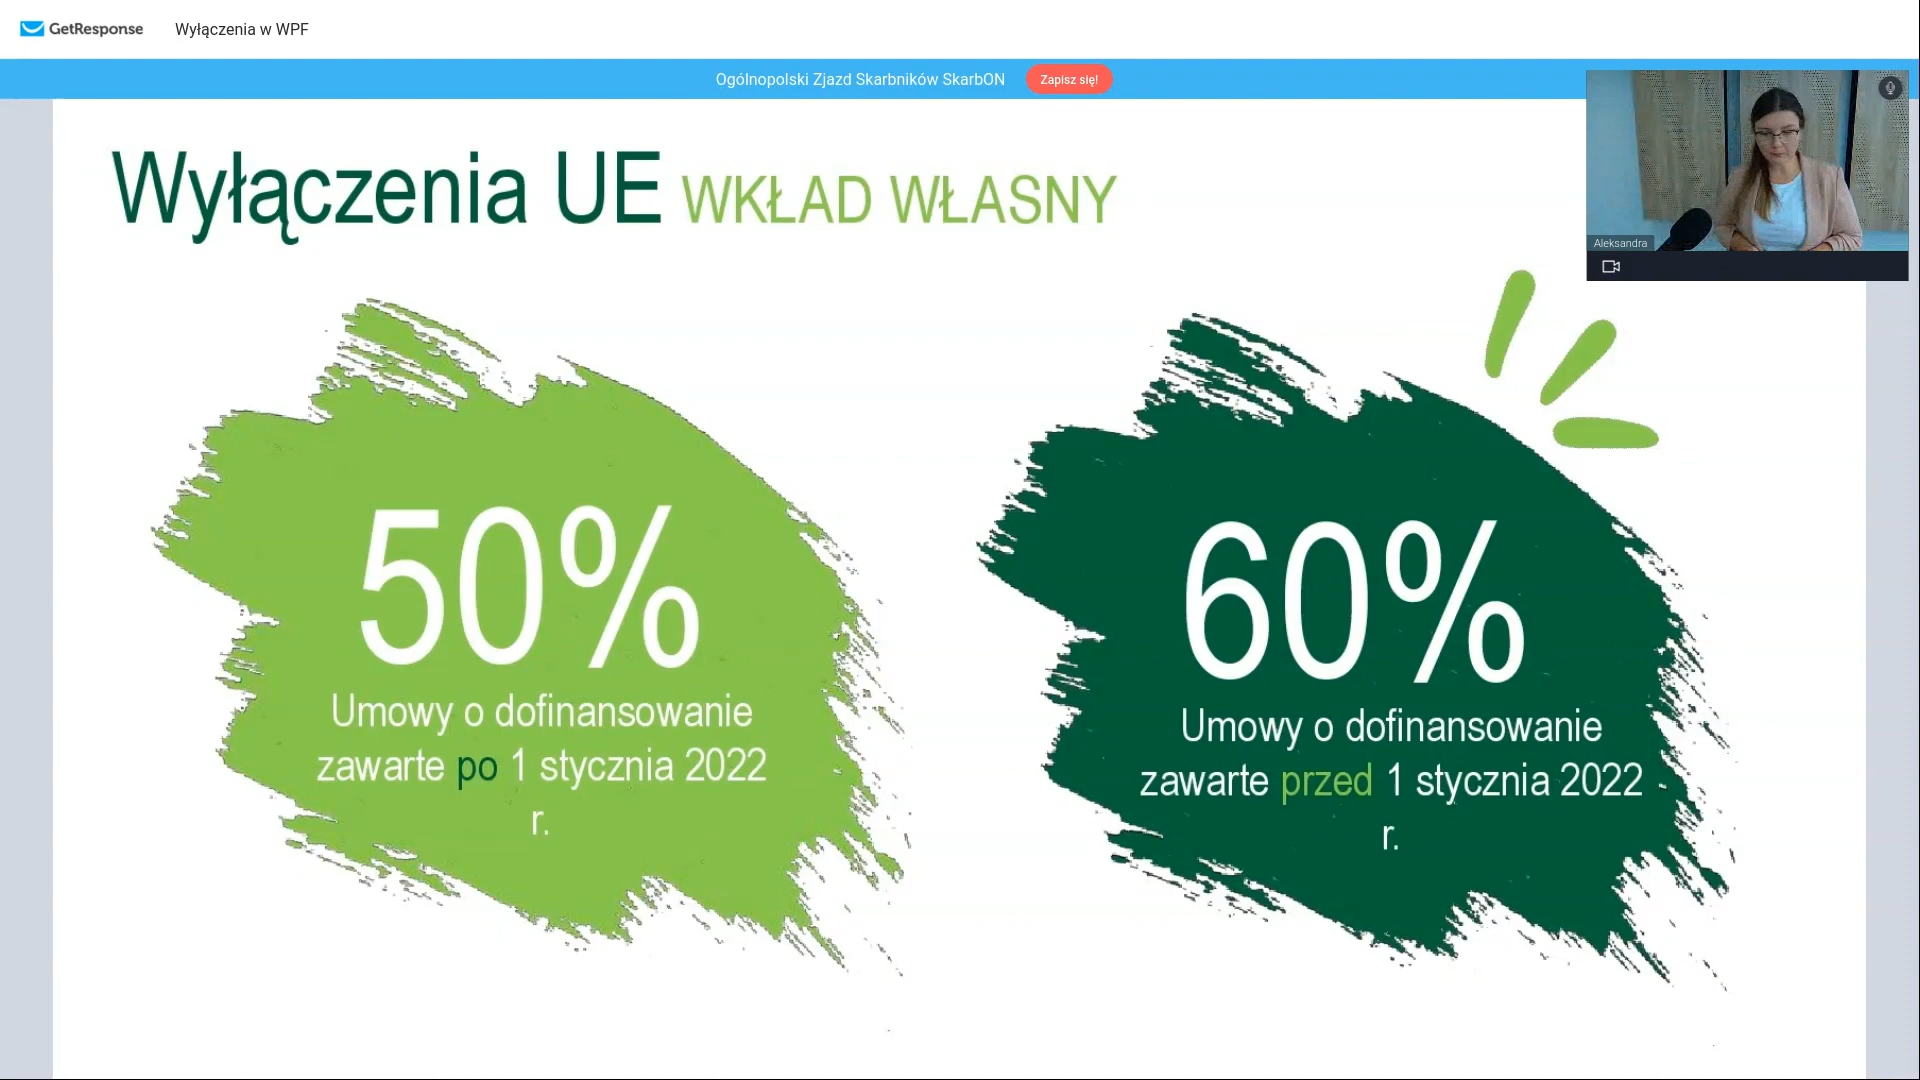 GetResponse
Wyłączenia w WPF
Ogólnopolski Zjazd Skarbników SkarbON
Zapisz się!
Aleksandra
Wyłączenia UE WKŁAD WŁASNY
50%
Umowy o dofinansowanie
zawarte po 1 stycznia 2022
r.
60%
Umowy o dofinansowanie
zawarte przed 1 stycznia 2022
r.